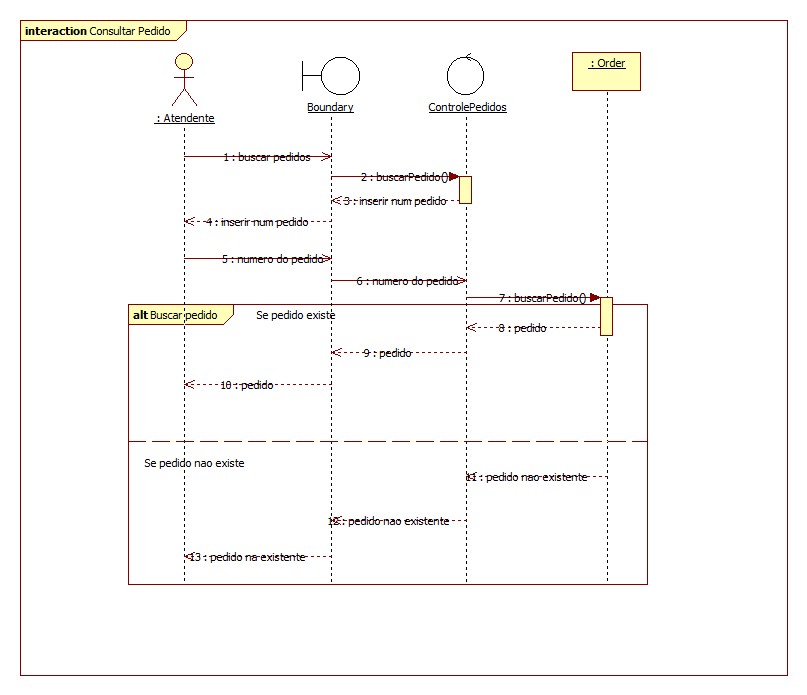 interaction Consultar Pedido
: Order
Boundary
ControlePedidos
: Atendente
1 : buscar pedidos
2 : buscarPedido()
3 : inserir num pedido
4 : inserir num pedido
5 : numero do pedido
6 : numero do pedido
7 : buscarPedido()
alt Buscar pedido
Se pedido existe
8 : pedido
9 : pedido
10 : pedido
Se pedido nao existe
11 : pedido nao existente
12 : pedido nao existente
13 : pedido na existente